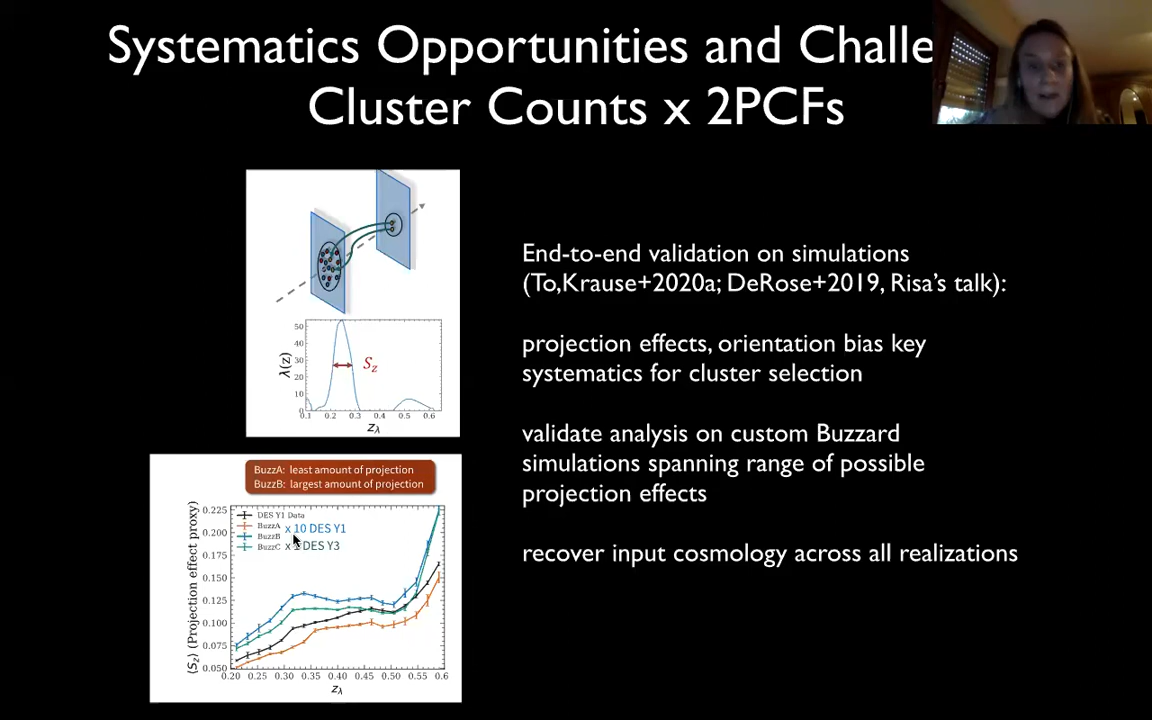 Systematics Opportunities and Challe
Cluster Counts x 2PCFs
50
40
30
20
10
0
λ(z)
S_z
0.1 0.2 0.3 0.4 0.5 0.6
z_λ
End-to-end validation on simulations
(To,Krause+2020a; DeRose+2019, Risa's talk):
projection effects, orientation bias key
systematics for cluster selection
validate analysis on custom Buzzard
simulations spanning range of possible
projection effects
recover input cosmology across all realizations
BuzzA: least amount of projection
BuzzB: largest amount of projection
DES Y1 Data
BuzzA
BuzzB
BuzzC
x 10 DES Y1
DES Y3
0.225
0.200
0.175
0.150
0.125
0.100
0.075
0.050
⟨S_z⟩ (Projection effect proxy)
0.20 0.25 0.30 0.35 0.40 0.45 0.50 0.55 0.6
z_λ